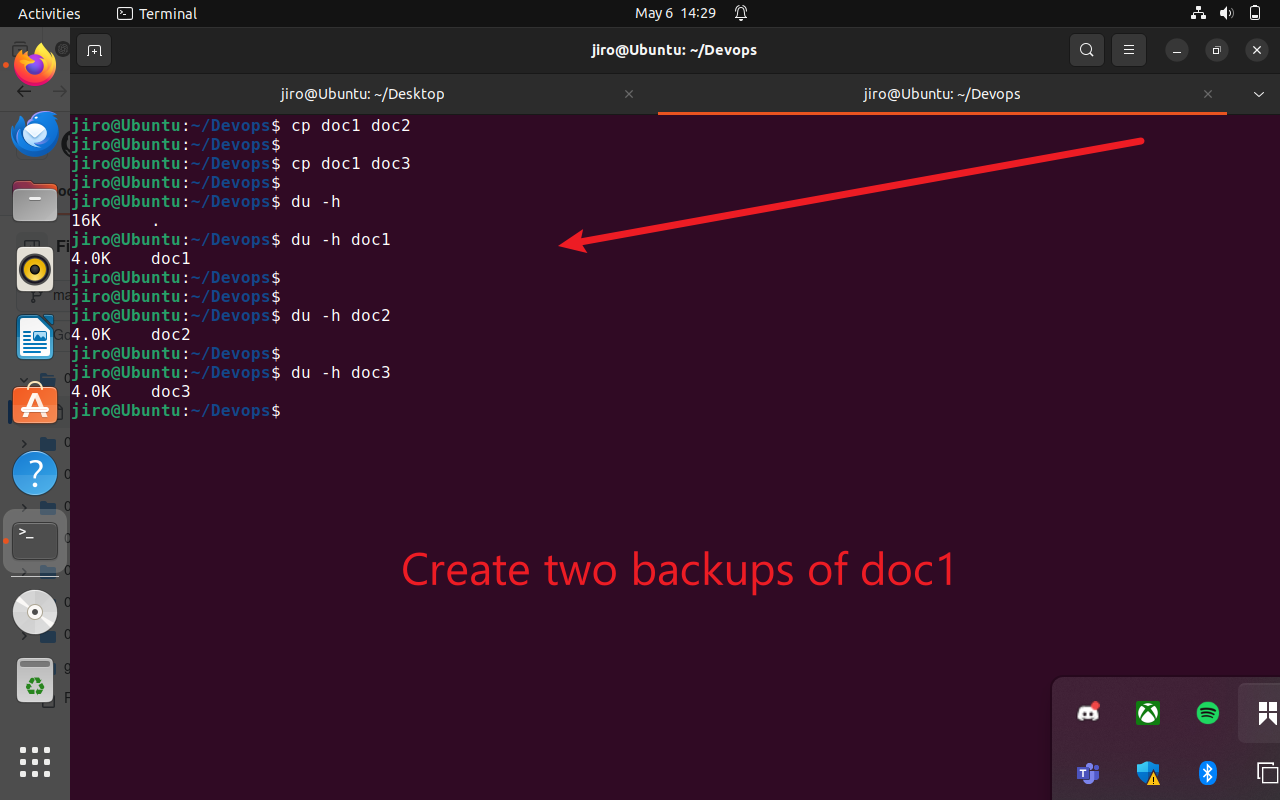 Activities
Terminal
May 6 14:29
jiro@Ubuntu: ~/Devops
jiro@Ubuntu: ~/Desktop
jiro@Ubuntu: ~/Devops
jiro@Ubuntu:~/Devops$ cp doc1 doc2
jiro@Ubuntu:~/Devops$
jiro@Ubuntu:~/Devops$ cp doc1 doc3
jiro@Ubuntu:~/Devops$
jiro@Ubuntu:~/Devops$ du -h
16K .
jiro@Ubuntu:~/Devops$ du -h doc1
4.0K doc1
jiro@Ubuntu:~/Devops$
jiro@Ubuntu:~/Devops$
jiro@Ubuntu:~/Devops$ du -h doc2
4.0K doc2
jiro@Ubuntu:~/Devops$
jiro@Ubuntu:~/Devops$ du -h doc3
4.0K doc3
jiro@Ubuntu:~/Devops$
Create two backups of doc1